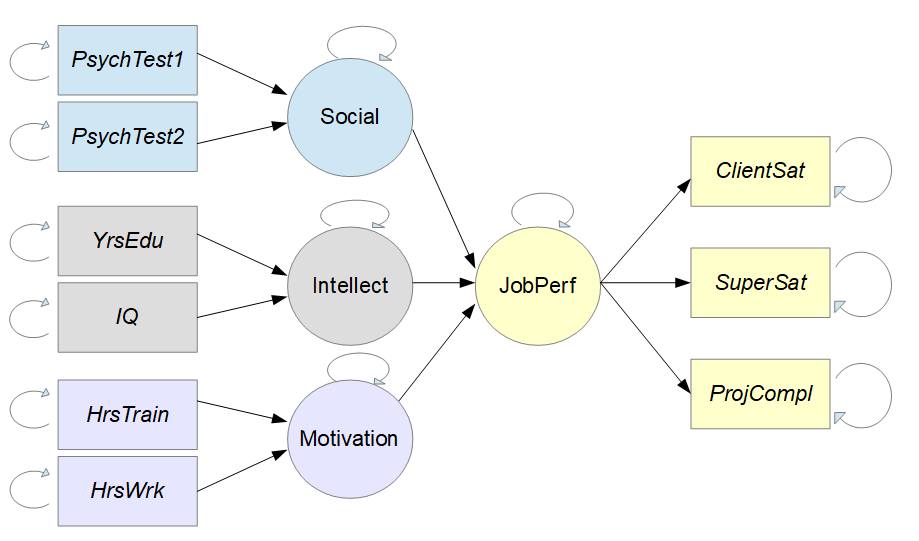 PsychTest1
PsychTest2
Social
YrsEdu
IQ
Intellect
HrsTrain
HrsWrk
Motivation
JobPerf
ClientSat
SuperSat
ProjCompl